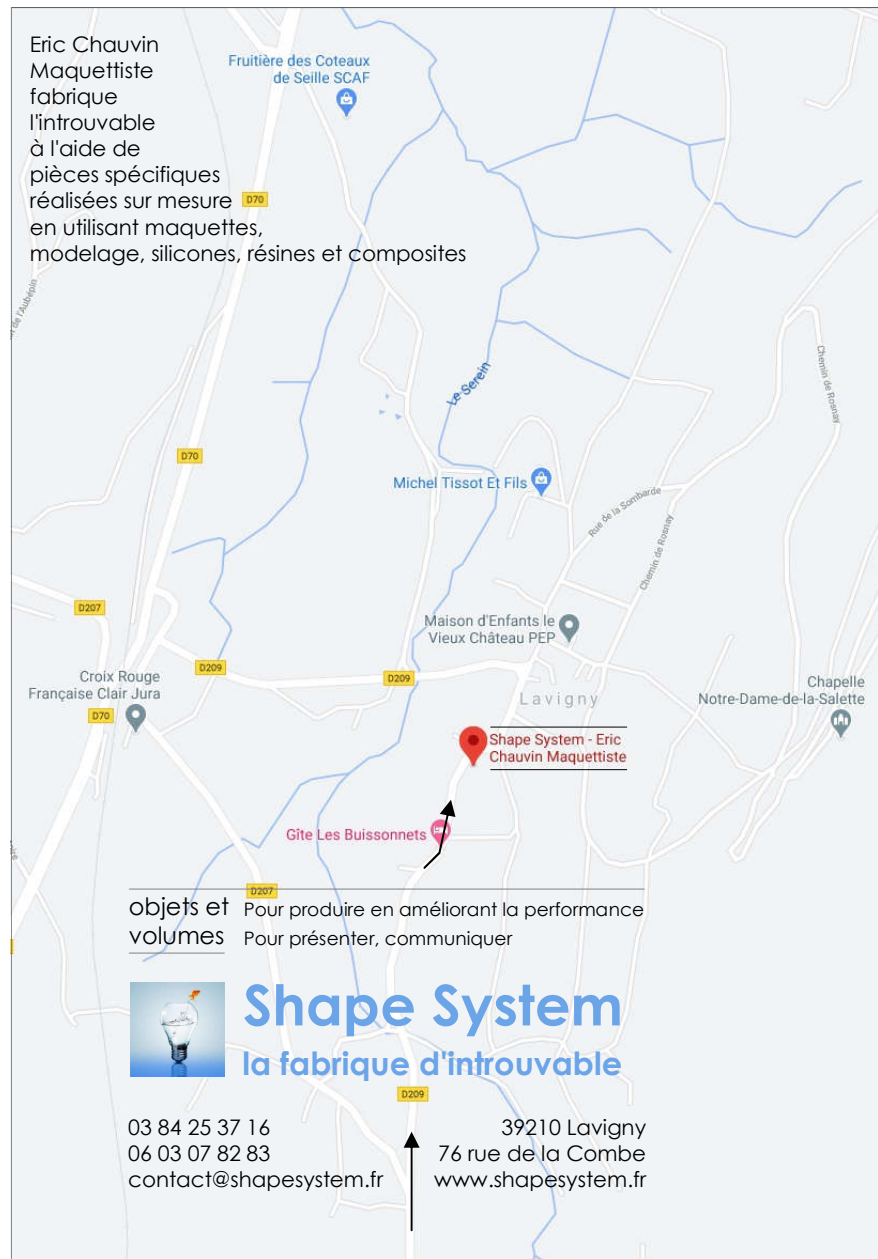 Eric Chauvin
Maquettiste
fabrique
l'introuvable
à l'aide de
pièces spécifiques
réalisées sur mesure
en utilisant maquettes,
modelage, silicones, résines et composites
Fruitière des Coteaux
de Seille SCAF
D70
de l'Aubépin
Le Serein
Chemin de Rosnay
D70
Michel Tissot Et Fils
Rue de la Sombarde
Chemin de Rosnay
D207
Maison d'Enfants le
Vieux Château PEP
D209
D209
Croix Rouge
Française Clair Jura
D70
Lavigny
Chapelle
Notre-Dame-de-la-Salette
Shape System - Eric
Chauvin Maquettiste
Gîte Les Buissonnets
D207
objets et
volumes
Pour produire en améliorant la performance
Pour présenter, communiquer
Shape System
la fabrique d'introuvable
D209
03 84 25 37 16
06 03 07 82 83
contact@shapesystem.fr
39210 Lavigny
76 rue de la Combe
www.shapesystem.fr